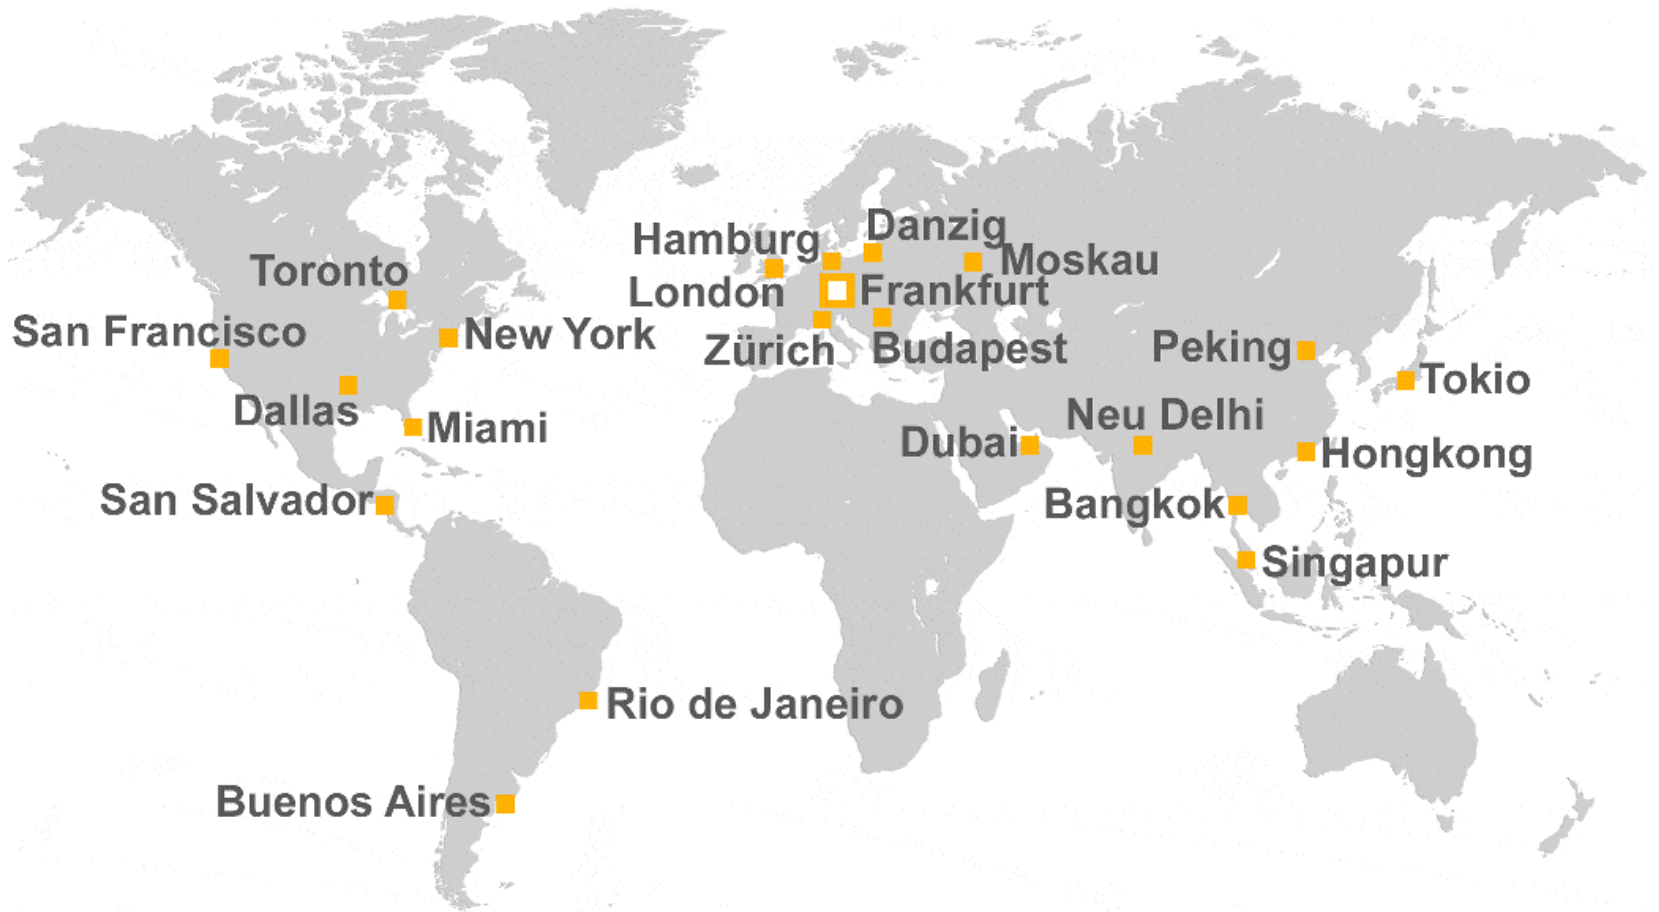 Danzig
Hamburg
Moskau
Toronto
London
Frankfurt
San Francisco
New York
Zürich
Budapest
Peking
Tokio
Dallas
Miami
Neu Delhi
Dubai
Hongkong
San Salvador
Bangkok
Singapur
Rio de Janeiro
Buenos Aires